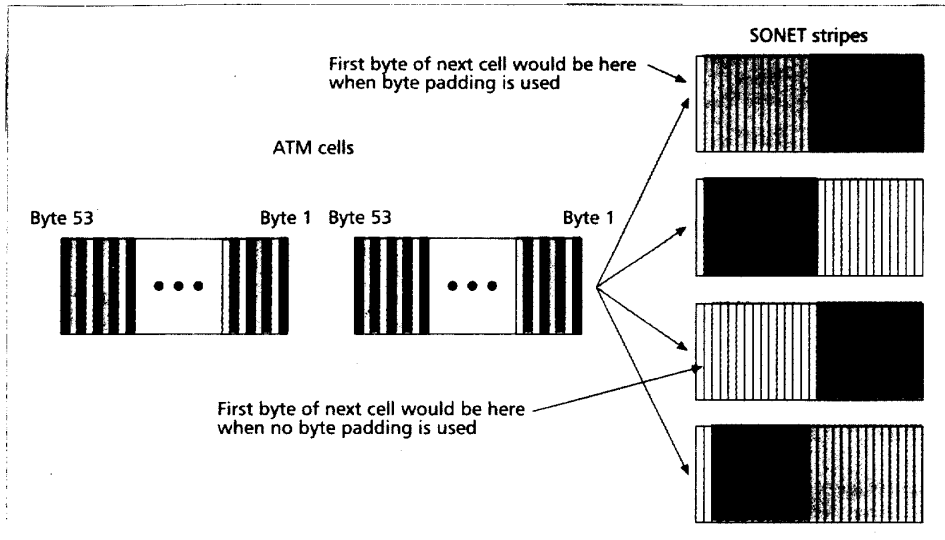 SONET stripes
First byte of next cell would be here
when byte padding is used
ATM cells
Byte 53
Byte 1
Byte 53
Byte 1
First byte of next cell would be here
when no byte padding is used